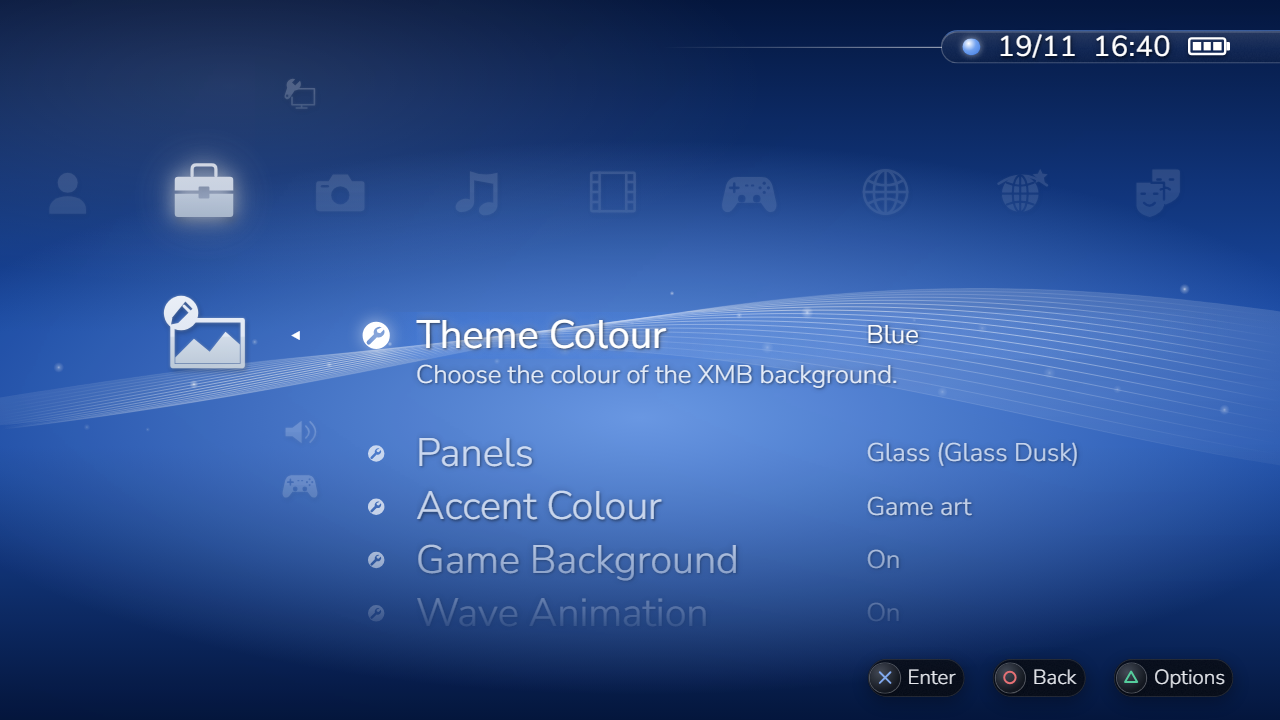 19/11 16:40
Theme Colour Blue
Choose the colour of the XMB background.
Panels Glass (Glass Dusk)
Accent Colour Game art
Game Background On
Wave Animation On
Enter Back Options